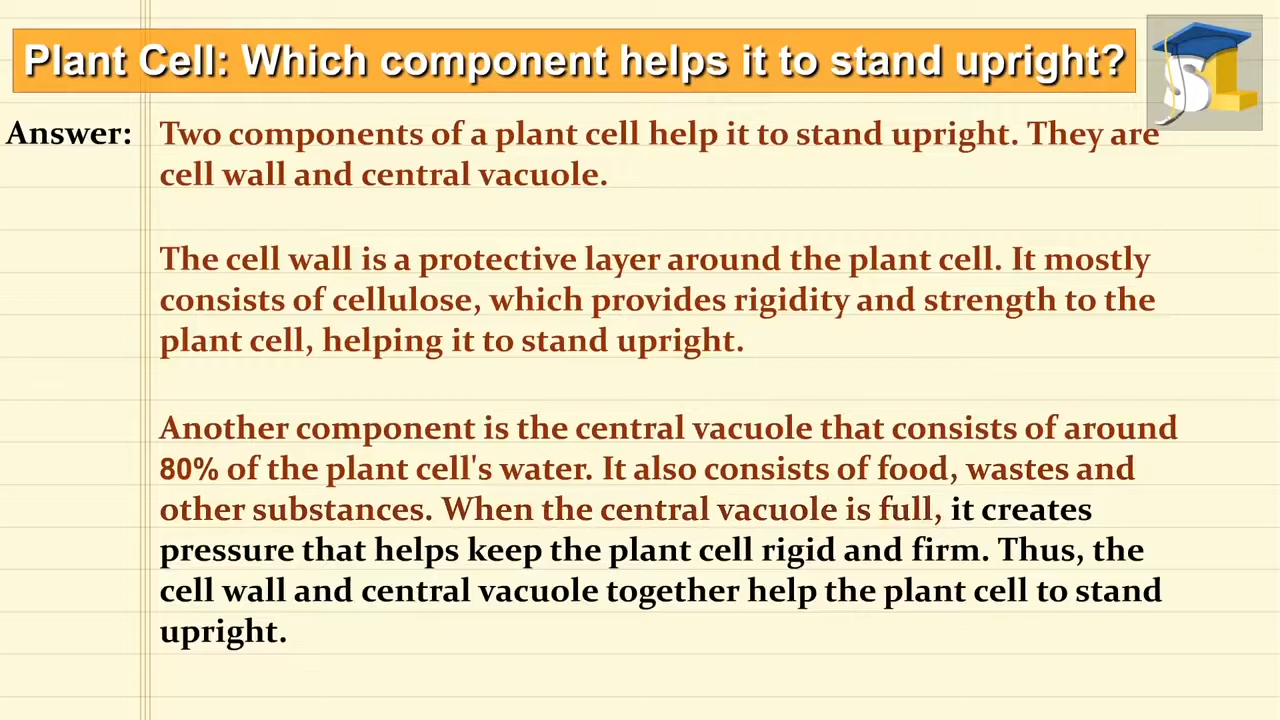 Plant Cell: Which component helps it to stand upright?
SL
Answer: Two components of a plant cell help it to stand upright. They are
cell wall and central vacuole.
The cell wall is a protective layer around the plant cell. It mostly
consists of cellulose, which provides rigidity and strength to the
plant cell, helping it to stand upright.
Another component is the central vacuole that consists of around
80% of the plant cell's water. It also consists of food, wastes and
other substances. When the central vacuole is full, it creates
pressure that helps keep the plant cell rigid and firm. Thus, the
cell wall and central vacuole together help the plant cell to stand
upright.